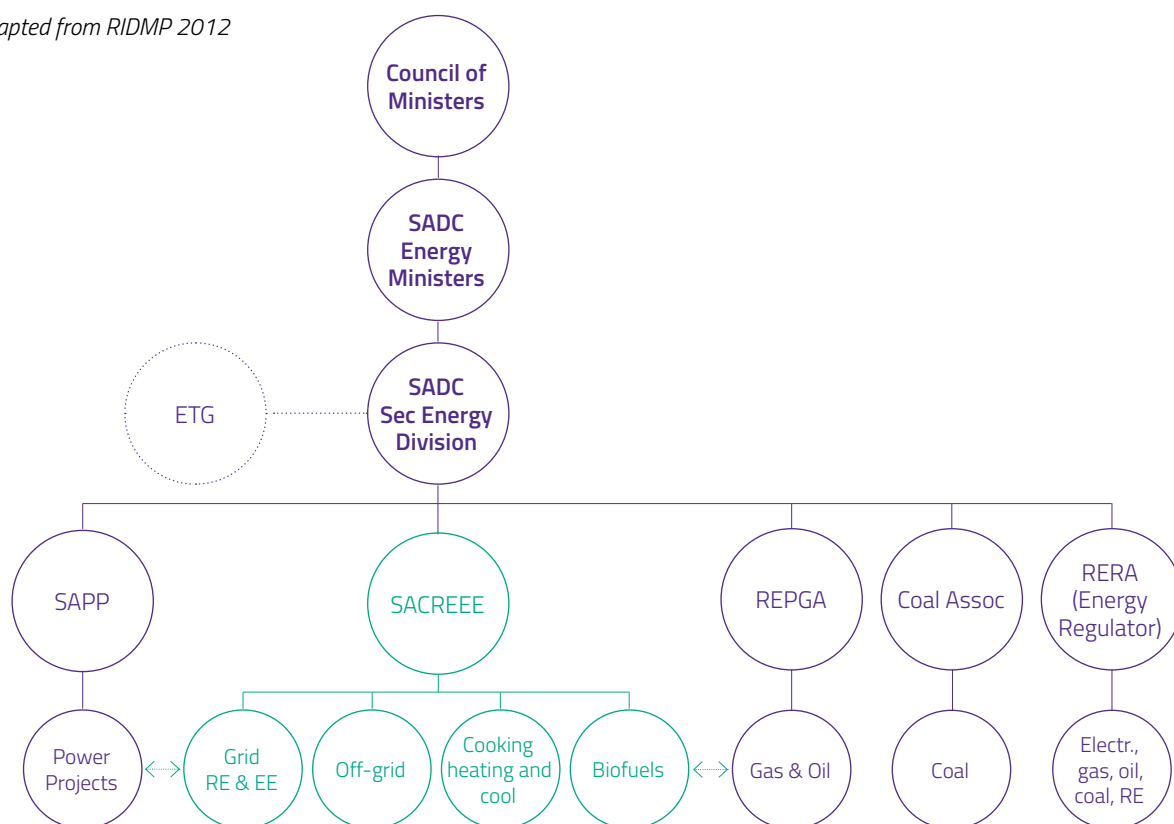 apted from RIDMP 2012
Council of
Ministers
SADC
Energy
Ministers
ETG
SADC
Sec Energy
Division
SAPP
SACREEE
REPGA
Coal Assoc
RERA
(Energy
Regulator)
Power
Projects
Grid
RE & EE
Off-grid
Cooking
heating and
cool
Biofuels
Gas & Oil
Coal
Electr.,
gas, oil,
coal, RE